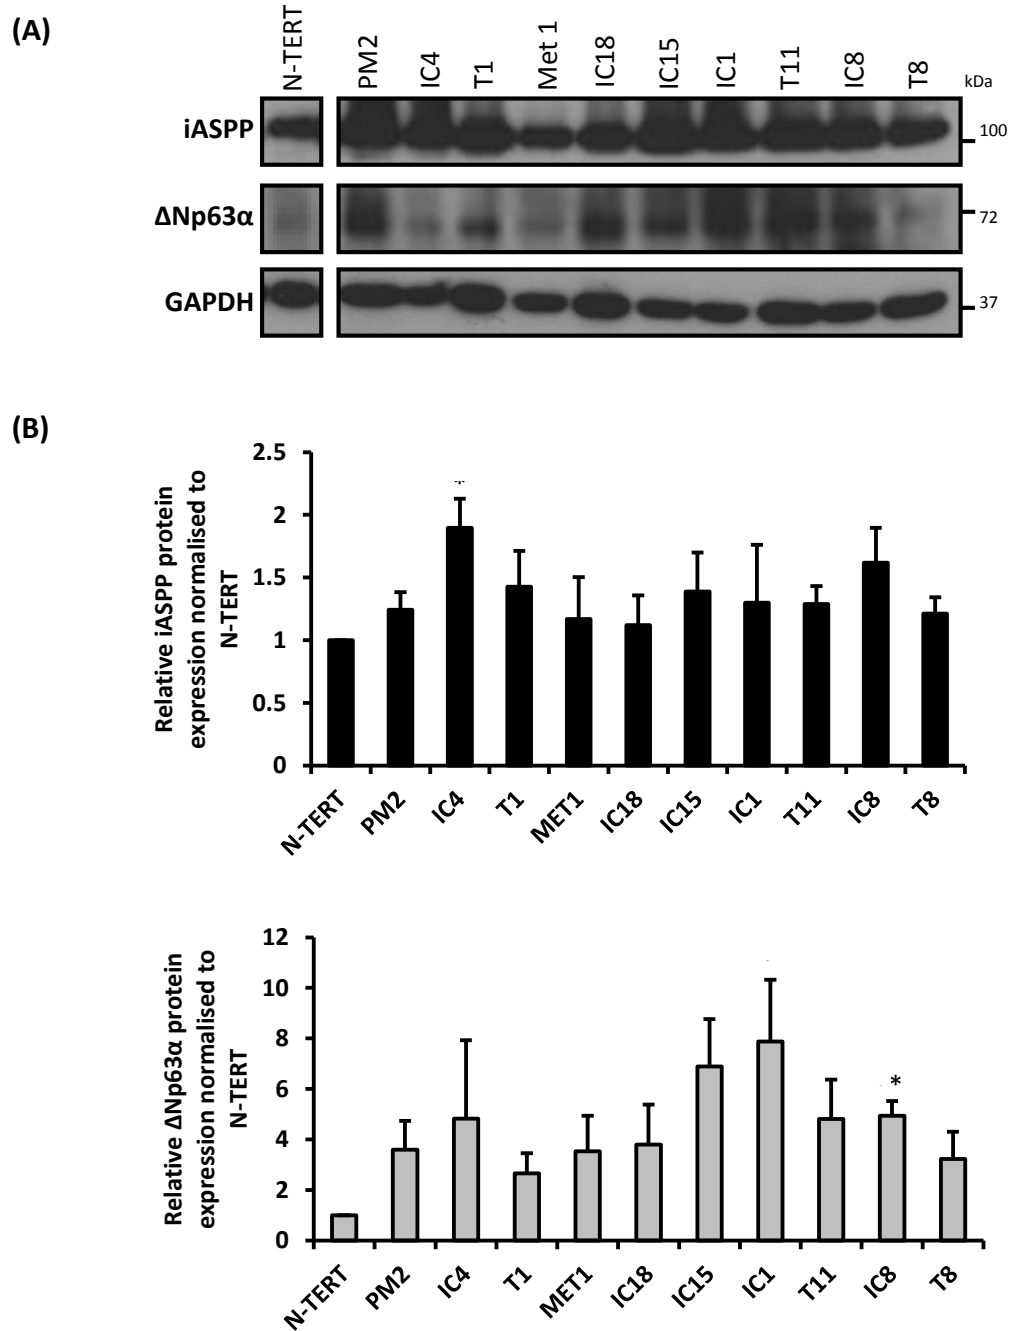 (A)
N-TERT PM2 IC4 T1 Met 1 IC18 IC15 IC1 T11 IC8 T8 kDa
iASPP 100
ΔNp63α 72
GAPDH 37
(B)
Relative iASPP protein
expression normalised to
N-TERT
2.5
2
1.5
1
0.5
0
*
N-TERT PM2 IC4 T1 MET1 IC18 IC15 IC1 T11 IC8 T8
Relative ΔNp63α protein
expression normalised to
N-TERT
12
10
8
6
4
2
0
*
N-TERT PM2 IC4 T1 MET1 IC18 IC15 IC1 T11 IC8 T8